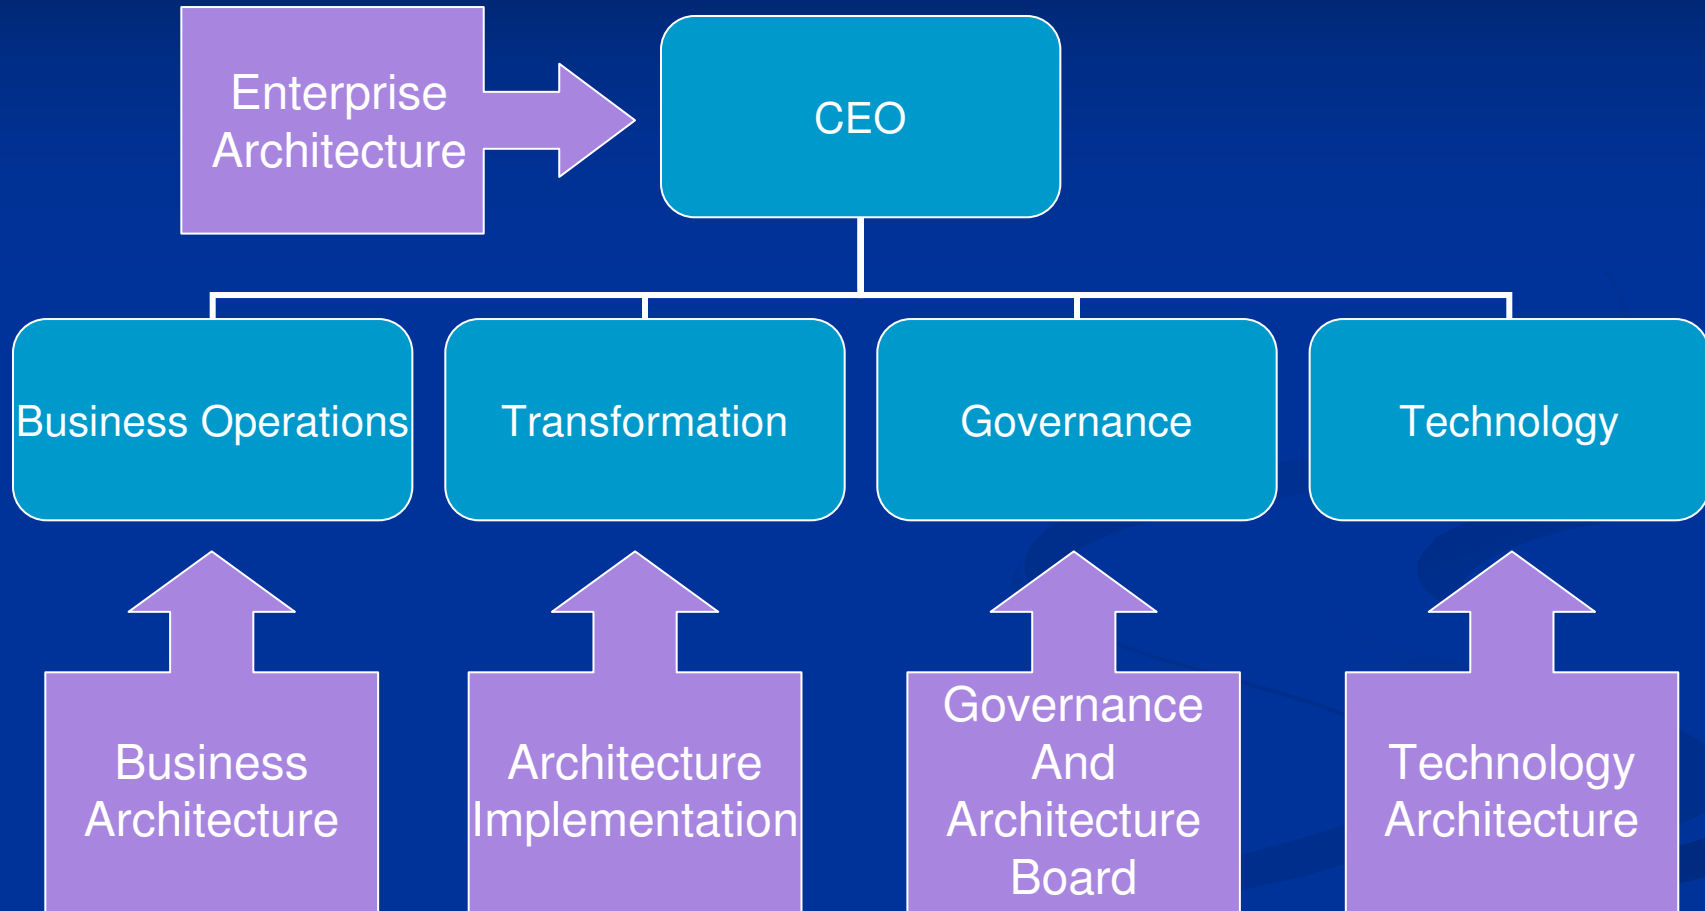 Enterprise
Architecture
CEO
Business Operations
Transformation
Governance
Technology
Business
Architecture
Architecture
Implementation
Governance
And
Architecture
Board
Technology
Architecture